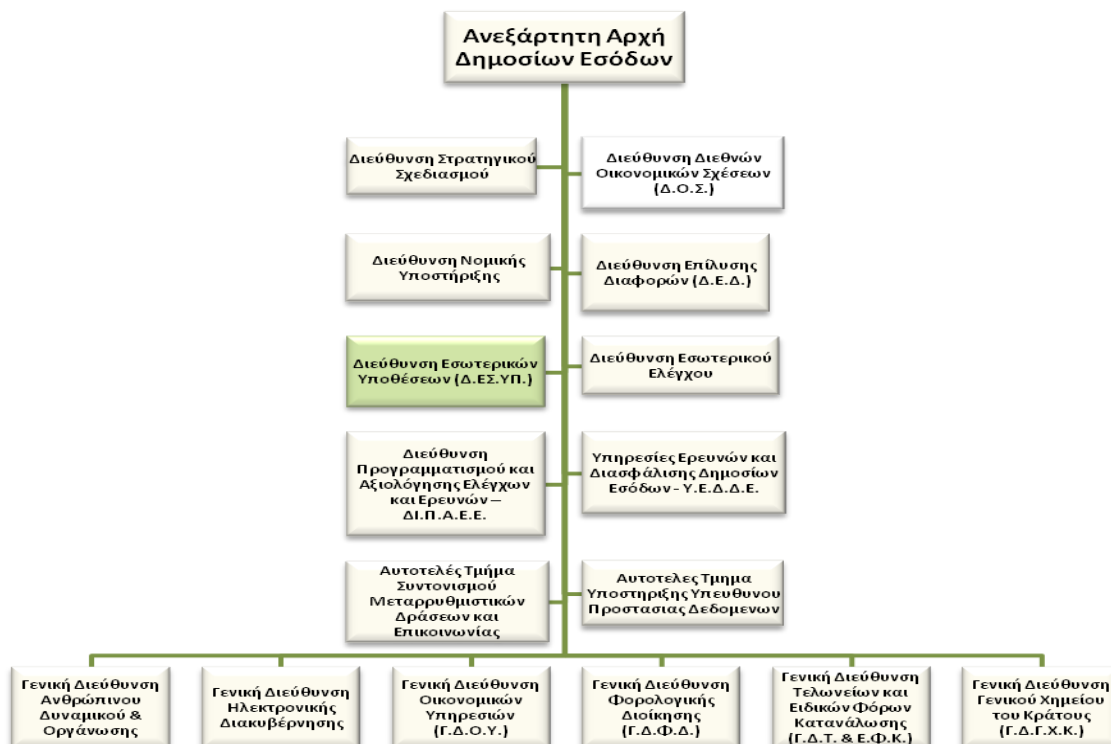 Ανεξάρτητη Αρχή
Δημοσίων Εσόδων
Διεύθυνση Στρατηγικού
Σχεδιασμού
Διεύθυνση Διεθνών
Οικονομικών Σχέσεων
(Δ.Ο.Σ.)
Διεύθυνση Νομικής
Υποστήριξης
Διεύθυνση Επίλυσης
Διαφορών (Δ.Ε.Δ.)
Διεύθυνση Εσωτερικών
Υποθέσεων (Δ.ΕΣ.ΥΠ.)
Διεύθυνση Εσωτερικού
Ελέγχου
Διεύθυνση
Προγραμματισμού και
Αξιολόγησης Ελέγχων
και Ερευνών –
ΔΙ.Π.Α.Ε.Ε.
Υπηρεσίες Ερευνών και
Διασφάλισης Δημοσίων
Εσόδων - Υ.Ε.Δ.Δ.Ε.
Αυτοτελές Τμήμα
Συντονισμού
Μεταρρυθμιστικών
Δράσεων και
Επικοινωνίας
Αυτοτελες Τμημα
Υποστηριξης Υπευθυνου
Προστασιας Δεδομενων
Γενική Διεύθυνση
Ανθρώπινου
Δυναμικού &
Οργάνωσης
Γενική Διεύθυνση
Ηλεκτρονικής
Διακυβέρνησης
Γενική Διεύθυνση
Οικονομικών
Υπηρεσιών
(Γ.Δ.Ο.Υ.)
Γενική Διεύθυνση
Φορολογικής
Διοίκησης
(Γ.Δ.Φ.Δ.)
Γενική Διεύθυνση
Τελωνείων και
Ειδικών Φόρων
Κατανάλωσης
(Γ.Δ.Τ. & Ε.Φ.Κ.)
Γενική Διεύθυνση
Γενικού Χημείου
του Κράτους
(Γ.Δ.Γ.Χ.Κ.)